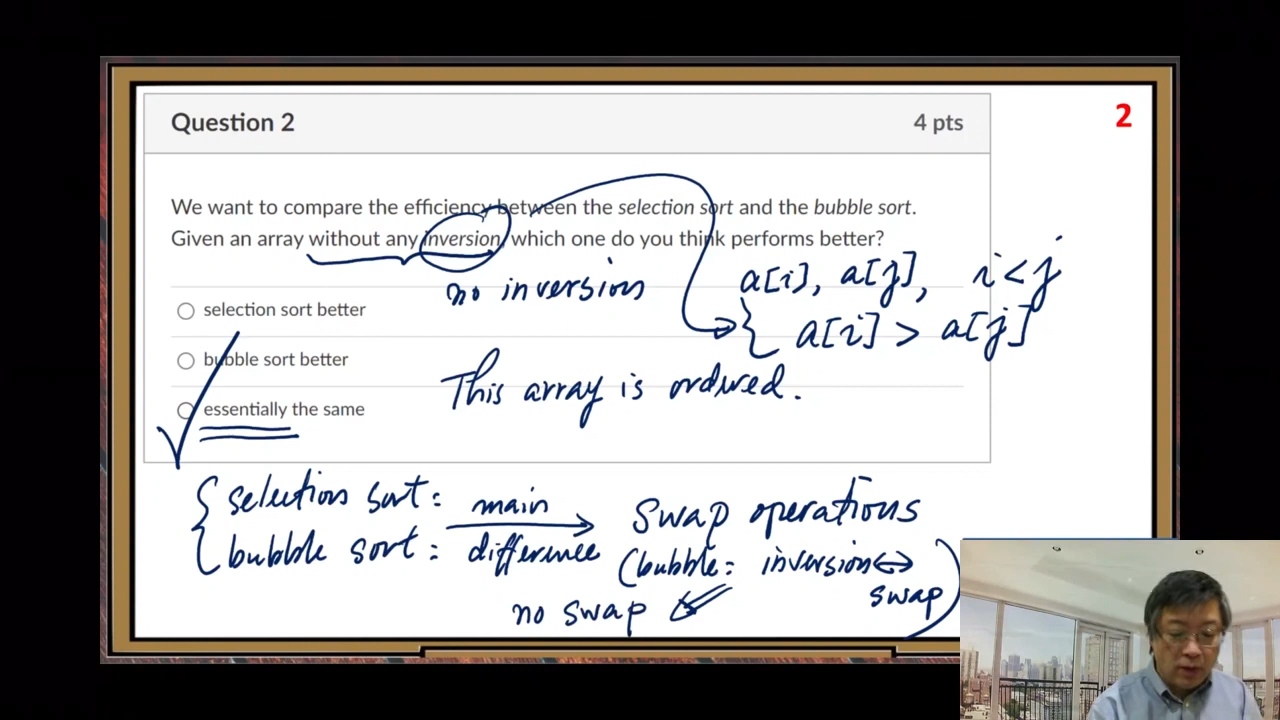 Question 2
4 pts
2
We want to compare the efficiency between the selection sort and the bubble sort.
Given an array without any inversion, which one do you think performs better?
a[i], a[j], i < j
no inversion
selection sort better
{ a[i] > a[j]
bubble sort better
This array is ordured.
essentially the same
{ selection sort: main swap operations
bubble sort: difference (bubble: inversion ↔
swap)
no swap ⇐